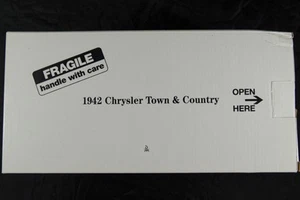 FRAGILE
handle with care
1942 Chrysler Town & Country
OPEN
HERE